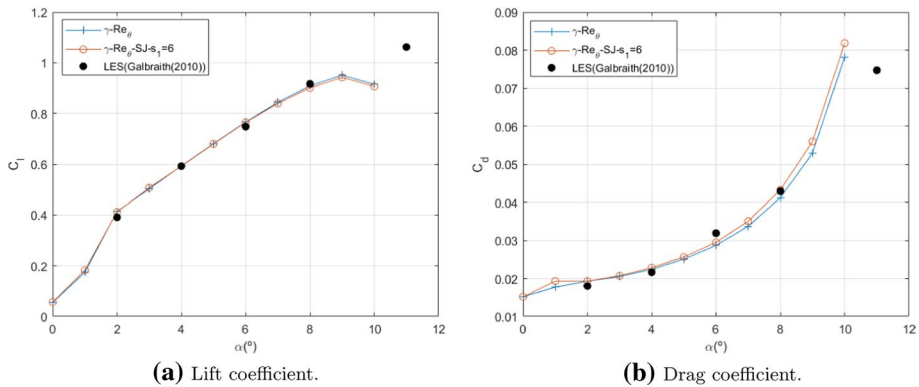 1.2
1
0.8
0.6
0.4
0.2
0
C_l
γ-Re_θ
γ-Re_θ-SJ-s_1=6
LES(Galbraith(2010))
0 2 4 6 8 10 12
α(º)
(a) Lift coefficient.
0.09
0.08
0.07
0.06
0.05
0.04
0.03
0.02
0.01
C_d
γ-Re_θ
γ-Re_θ-SJ-s_1=6
LES(Galbraith(2010))
0 2 4 6 8 10 12
α(º)
(b) Drag coefficient.